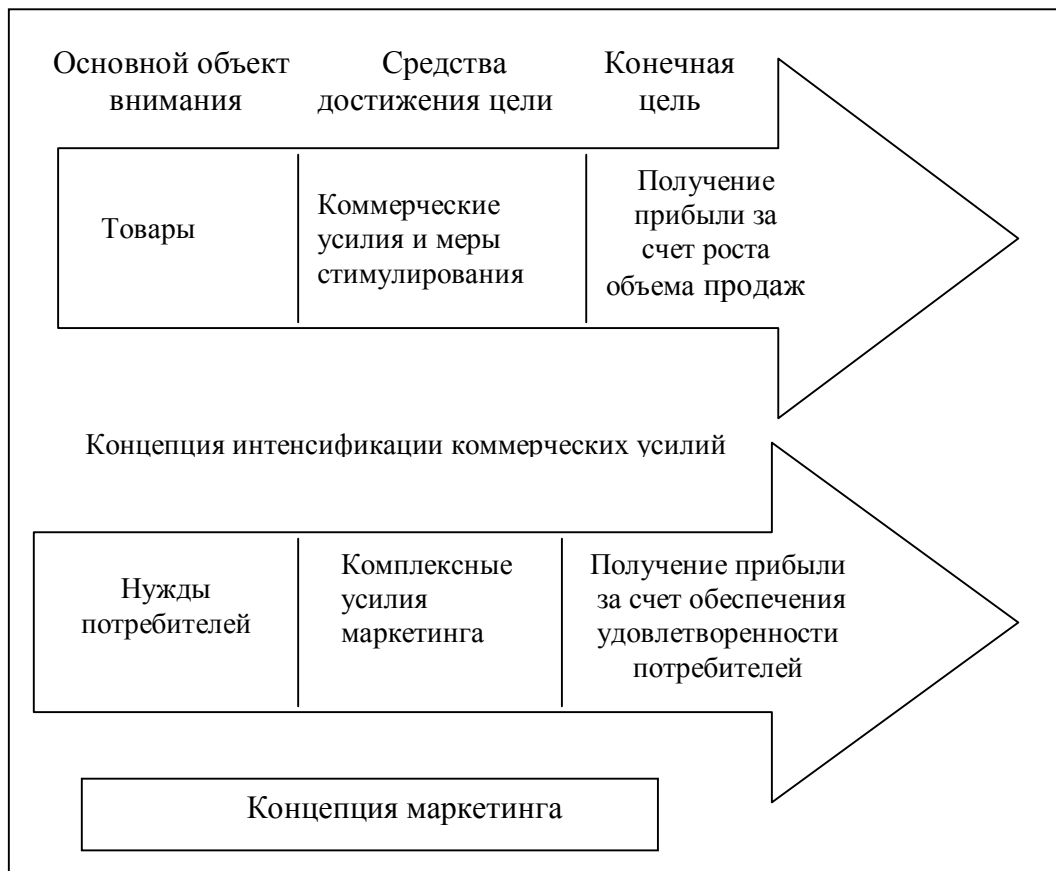 Основной объект
внимания
Средства
достижения цели
Конечная
цель
Товары
Коммерческие
усилия и меры
стимулирования
Получение
прибыли за
счет роста
объема продаж
Концепция интенсификации коммерческих усилий
Нужды
потребителей
Комплексные
усилия
маркетинга
Получение прибыли
за счет обеспечения
удовлетворенности
потребителей
Концепция маркетинга